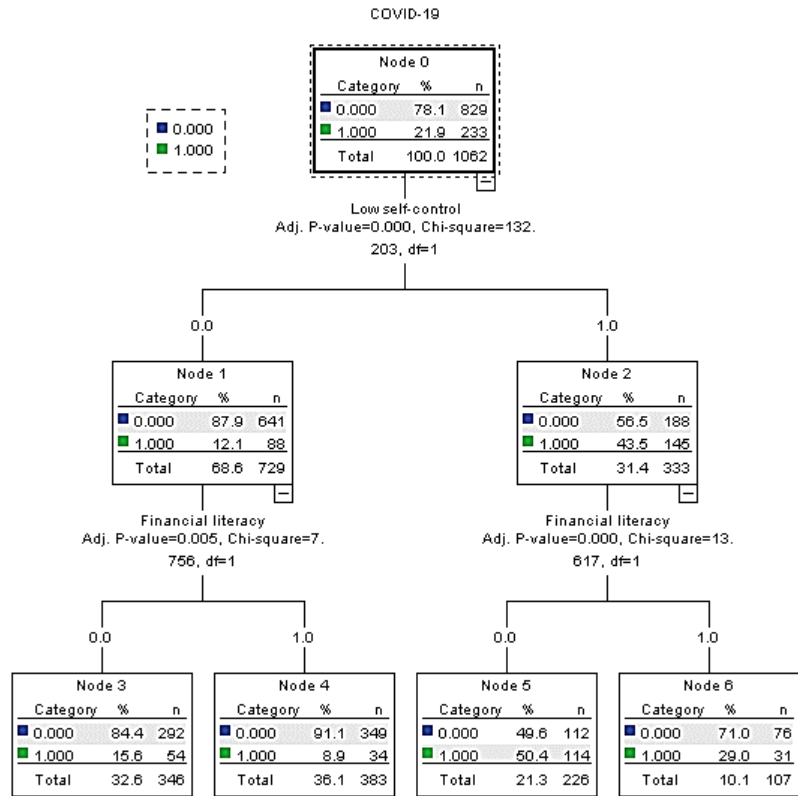 COVID-19
Node 0
Category % n
0.000 78.1 829
1.000 21.9 233
Total 100.0 1062
0.000
1.000
Low self-control
Adj. P-value=0.000, Chi-square=132.
203, df=1
0.0
1.0
Node 1
Category % n
0.000 87.9 641
1.000 12.1 88
Total 68.6 729
Node 2
Category % n
0.000 56.5 188
1.000 43.5 145
Total 31.4 333
Financial literacy
Adj. P-value=0.005, Chi-square=7.
756, df=1
Financial literacy
Adj. P-value=0.000, Chi-square=13.
617, df=1
0.0
1.0
0.0
1.0
Node 3
Category % n
0.000 84.4 292
1.000 15.6 54
Total 32.6 346
Node 4
Category % n
0.000 91.1 349
1.000 8.9 34
Total 36.1 383
Node 5
Category % n
0.000 49.6 112
1.000 50.4 114
Total 21.3 226
Node 6
Category % n
0.000 71.0 76
1.000 29.0 31
Total 10.1 107